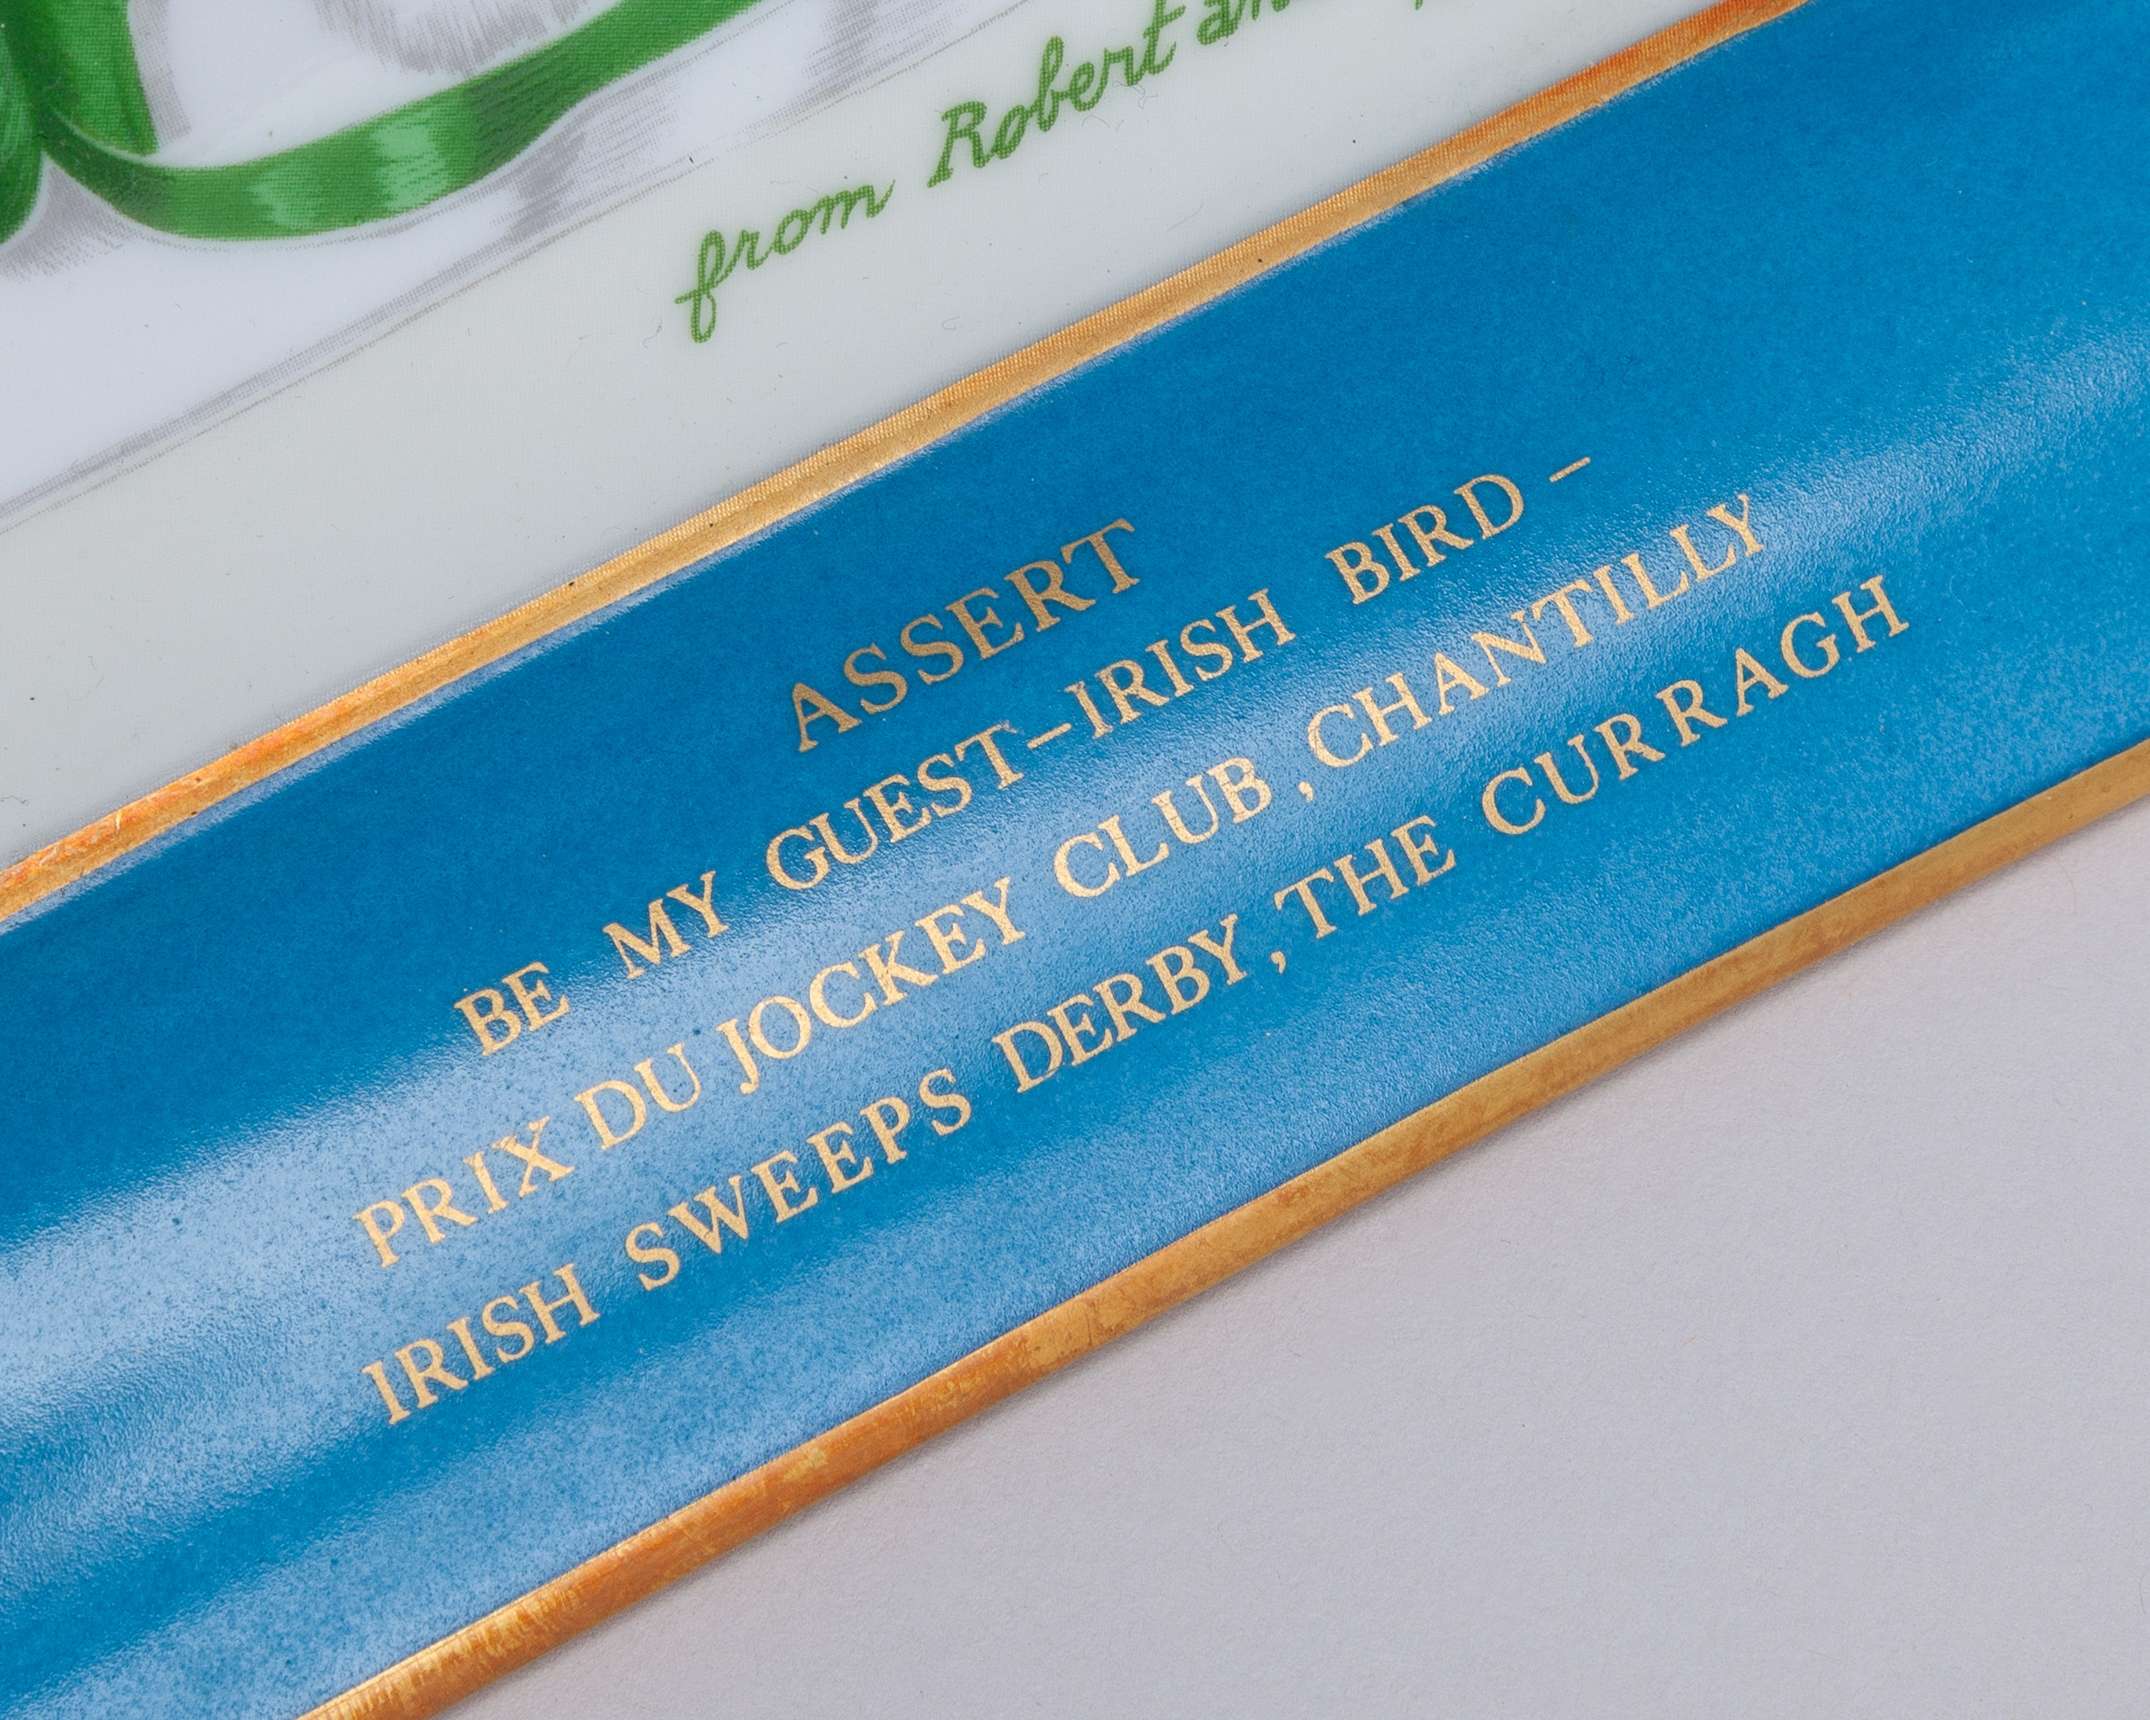 from Robert
ASSERT
BE MY GUEST-IRISH BIRD-
PRIX DU JOCKEY CLUB, CHANTILLY
IRISH SWEEPS DERBY, THE CURRAGH